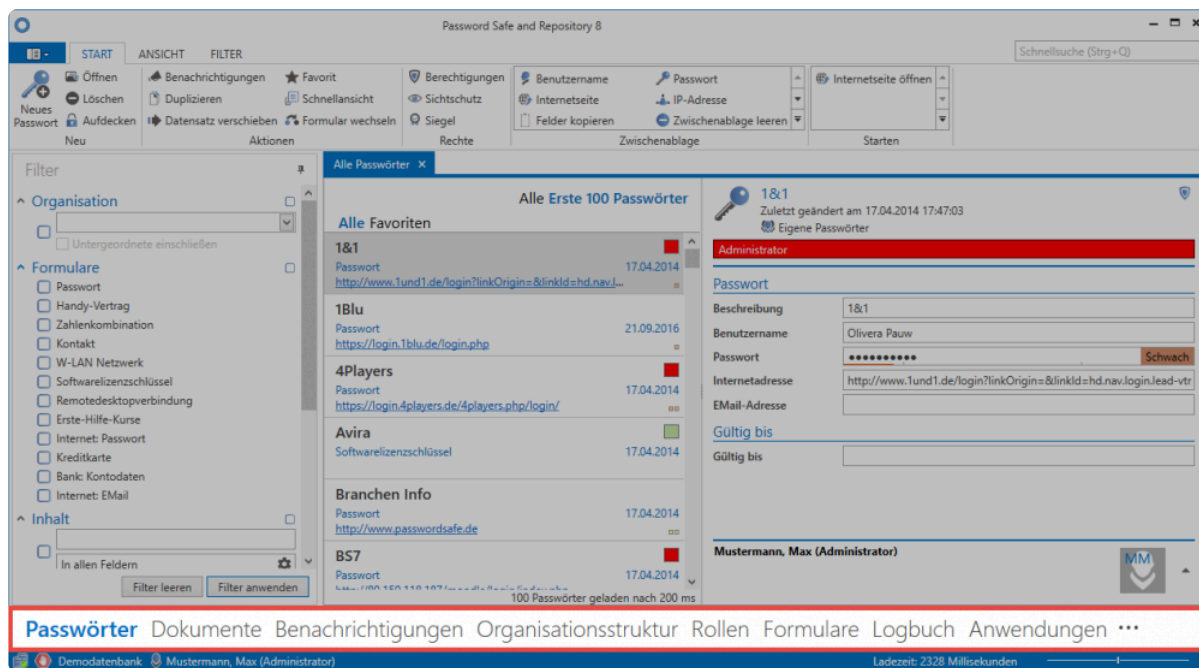 Password Safe and Repository 8
START ANSICHT FILTER
Schnellsuche (Strg+Q)
Neues Passwort
Öffnen
Löschen
Aufdecken
Neu
Benachrichtigungen
Duplizieren
Datensatz verschieben
Favorit
Schnellansicht
Formular wechseln
Aktionen
Berechtigungen
Sichtschutz
Siegel
Rechte
Benutzername
Internetseite
Felder kopieren
Passwort
IP-Adresse
Zwischenablage leeren
Zwischenablage
Internetseite öffnen
Starten
Filter
Organisation
Untergeordnete einschließen
Formulare
Passwort
Handy-Vertrag
Zahlenkombination
Kontakt
W-LAN Netzwerk
Softwarelizenzschlüssel
Remotedesktopverbindung
Erste-Hilfe-Kurse
Internet: Passwort
Kreditkarte
Bank: Kontodaten
Internet: EMail
Inhalt
In allen Feldern
Filter leeren Filter anwenden
Alle Passwörter ×
Alle Erste 100 Passwörter
Alle Favoriten
1&1
Passwort 17.04.2014
http://www.1und1.de/login?linkOrigin=&linkId=hd.nav.l...
1Blu
Passwort 21.09.2016
https://login.1blu.de/login.php
4Players
Passwort 17.04.2014
https://login.4players.de/4players.php/login/
Avira
Softwarelizenzschlüssel 17.04.2014
Branchen Info
Passwort 17.04.2014
http://www.passwordsafe.de
BS7
Passwort 17.04.2014
100 Passwörter geladen nach 200 ms
1&1
Zuletzt geändert am 17.04.2014 17:47:03
Eigene Passwörter
Administrator
Passwort
Beschreibung 1&1
Benutzername Olivera Pauw
Passwort ●●●●●●●●●● Schwach
Internetadresse http://www.1und1.de/login?linkOrigin=&linkId=hd.nav.login.lead-vtr
EMail-Adresse
Gültig bis
Gültig bis
Mustermann, Max (Administrator)
MM
Passwörter Dokumente Benachrichtigungen Organisationsstruktur Rollen Formulare Logbuch Anwendungen ···
Demodatenbank Mustermann, Max (Administrator) Ladezeit: 2328 Millisekunden